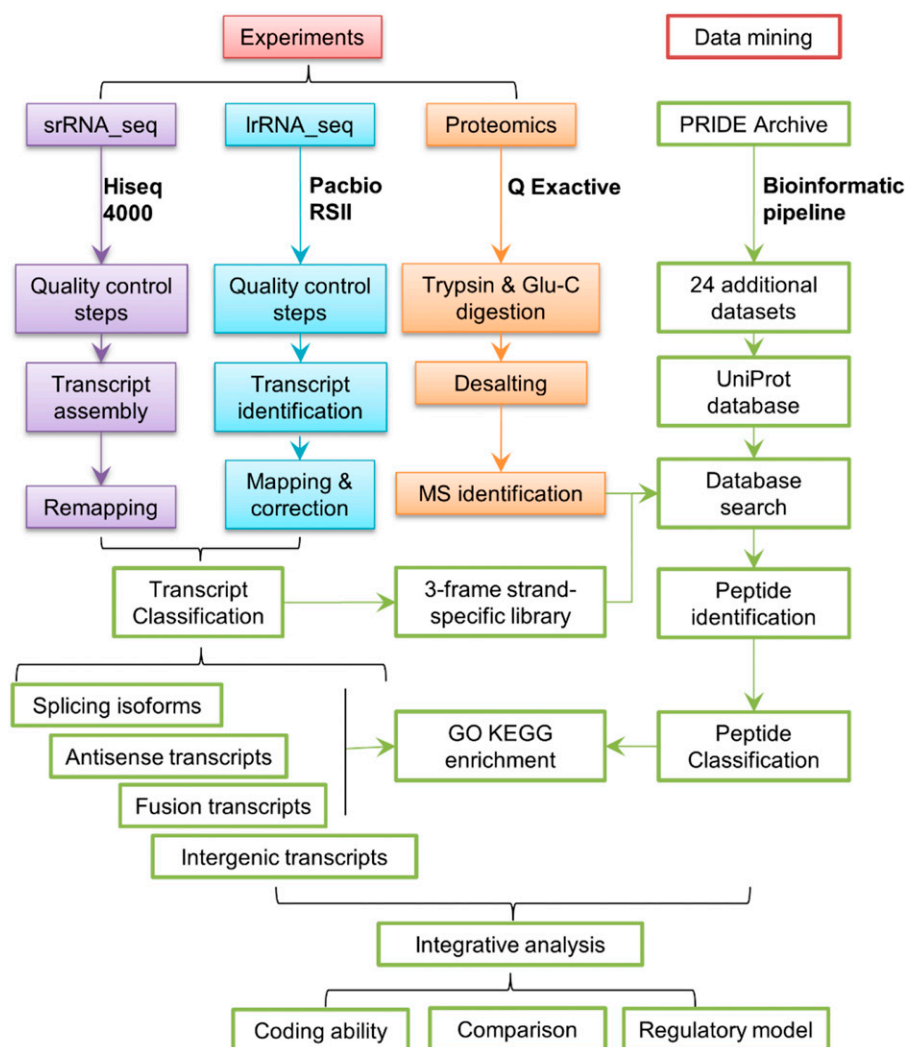 Experiments
Data mining
srRNA_seq
lrRNA_seq
Proteomics
PRIDE Archive
Hiseq
4000
Pacbio
RSII
Q Exactive
Bioinformatic
pipeline
Quality control
steps
Quality control
steps
Trypsin & Glu-C
digestion
24 additional
datasets
Transcript
assembly
Transcript
identification
Desalting
UniProt
database
Remapping
Mapping &
correction
MS identification
Database
search
Transcript
Classification
3-frame strand-
specific library
Peptide
identification
Splicing isoforms
Antisense transcripts
Fusion transcripts
Intergenic transcripts
GO KEGG
enrichment
Peptide
Classification
Integrative analysis
Coding ability
Comparison
Regulatory model